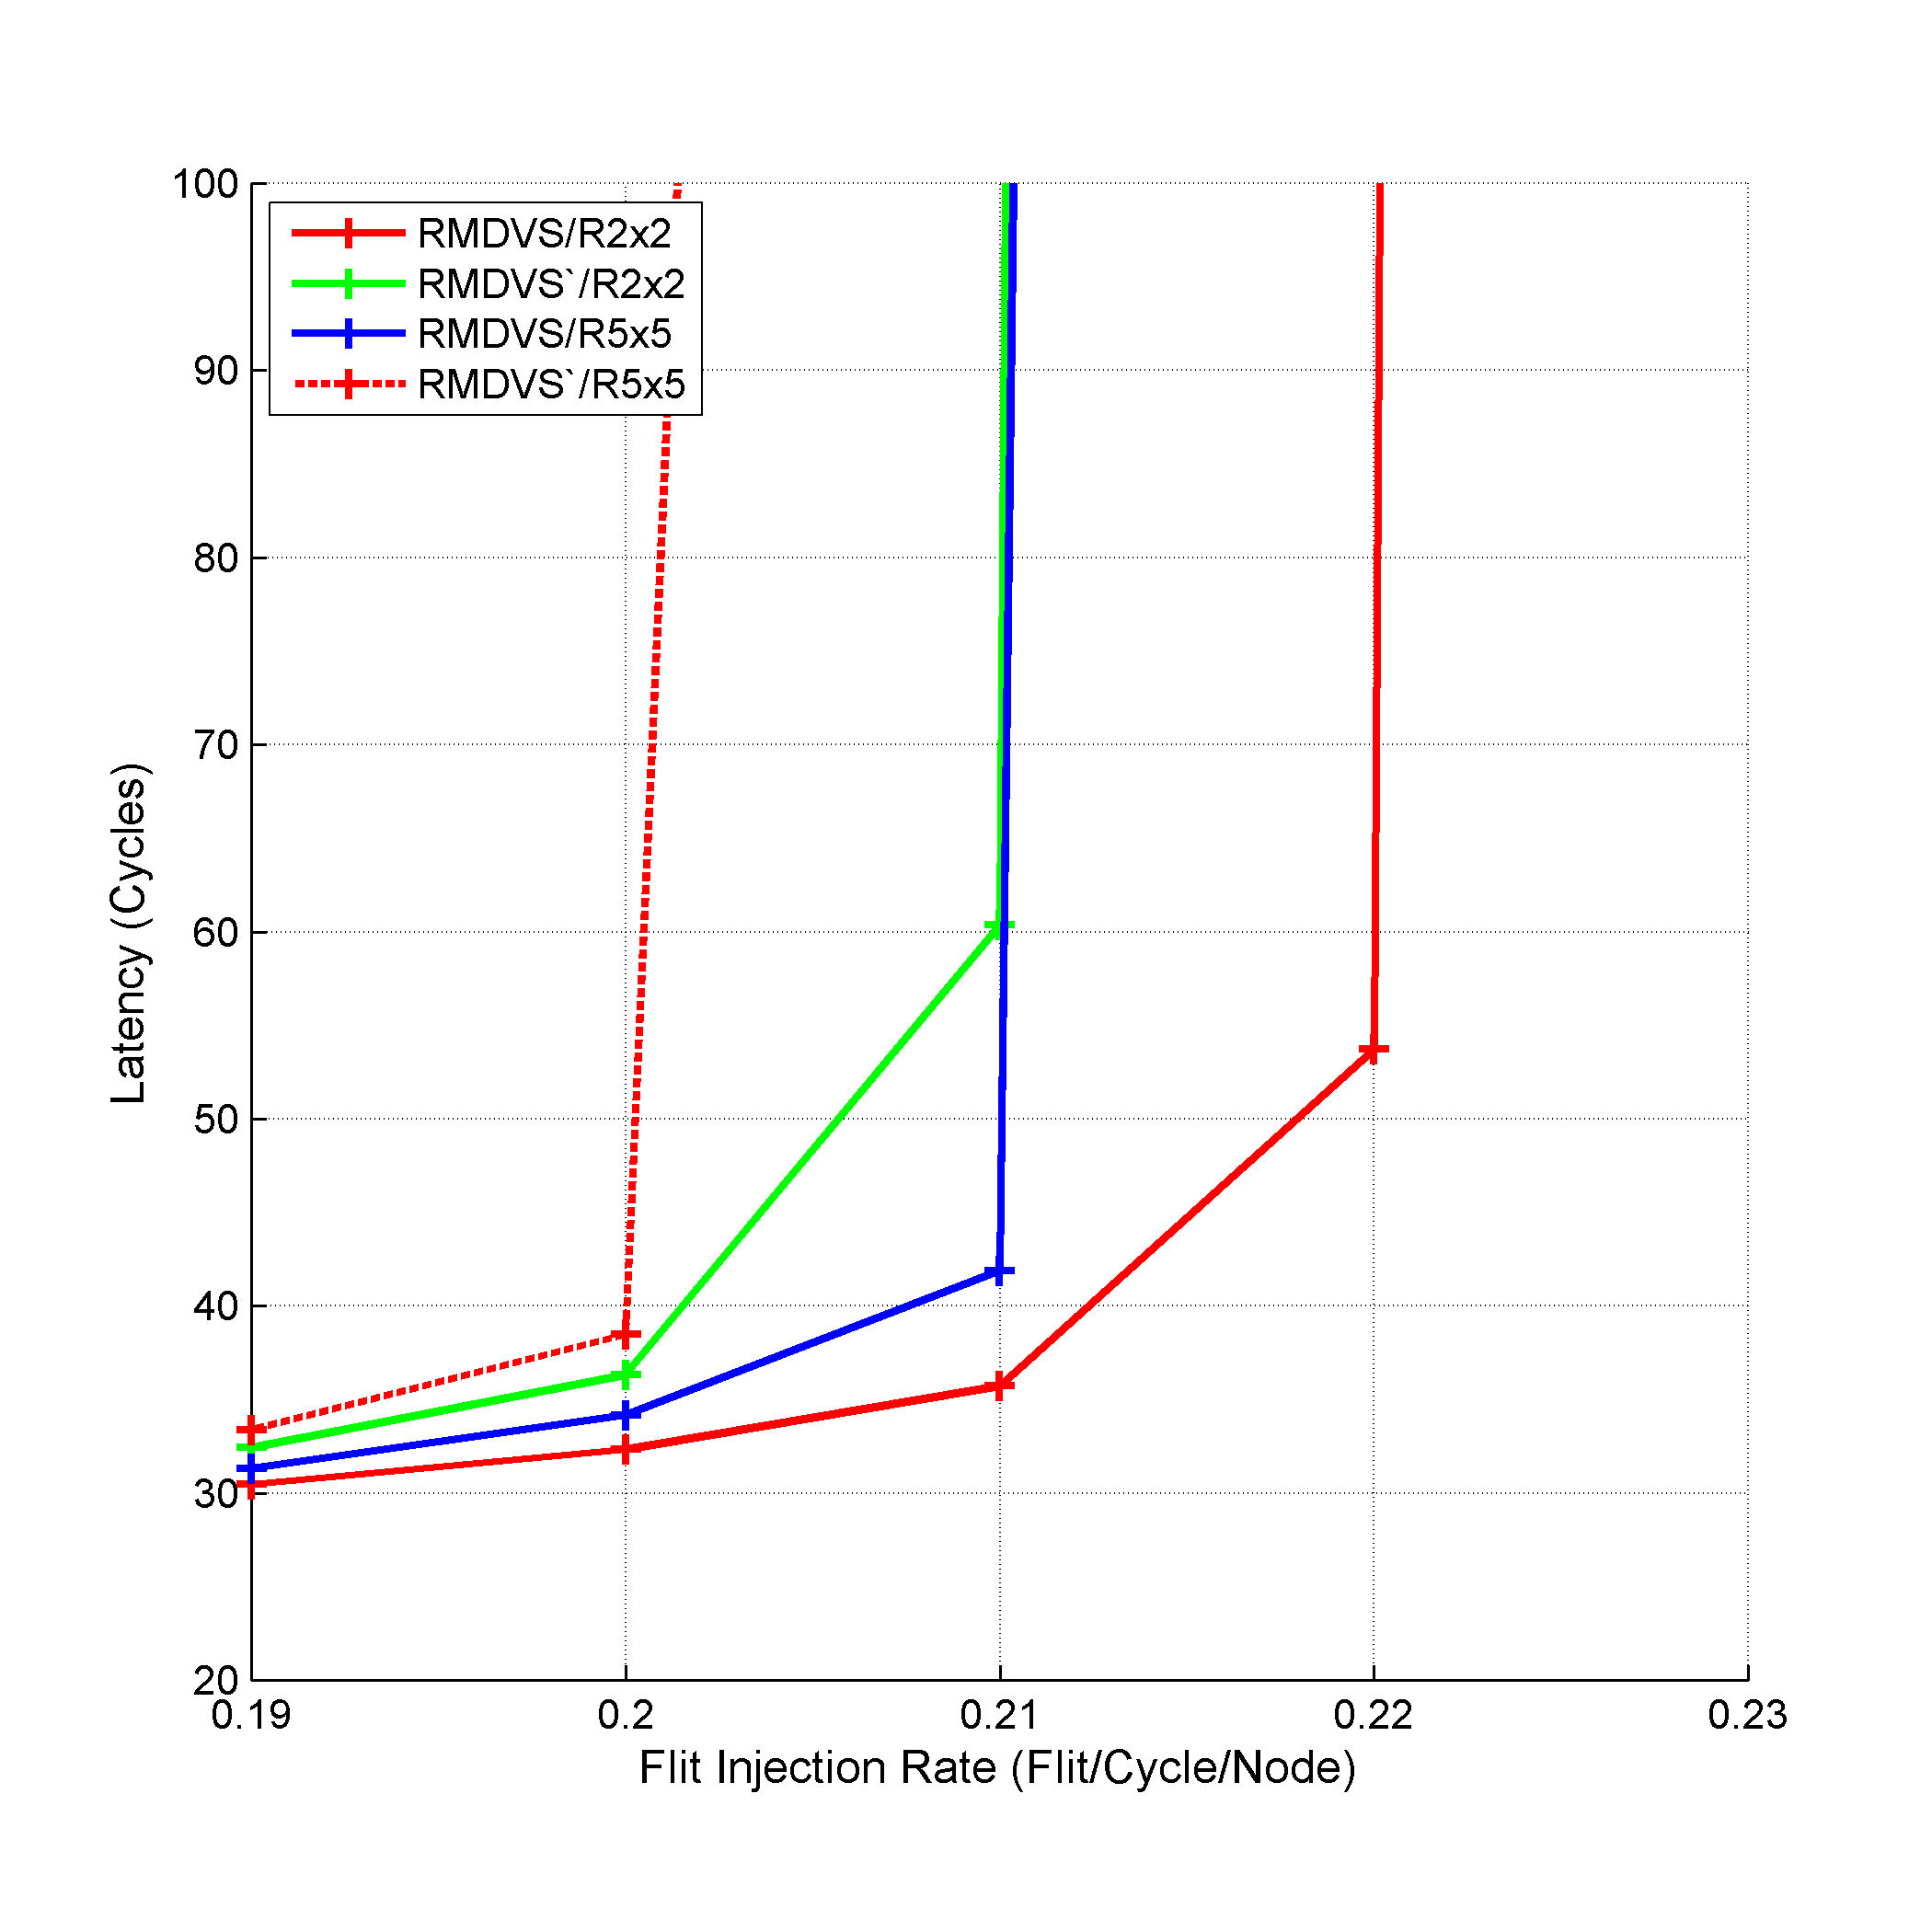 100
90
80
70
60
50
40
30
20
Latency (Cycles)
RMDVS/R2x2
RMDVS`/R2x2
RMDVS/R5x5
RMDVS`/R5x5
0.19 0.2 0.21 0.22 0.23
Flit Injection Rate (Flit/Cycle/Node)